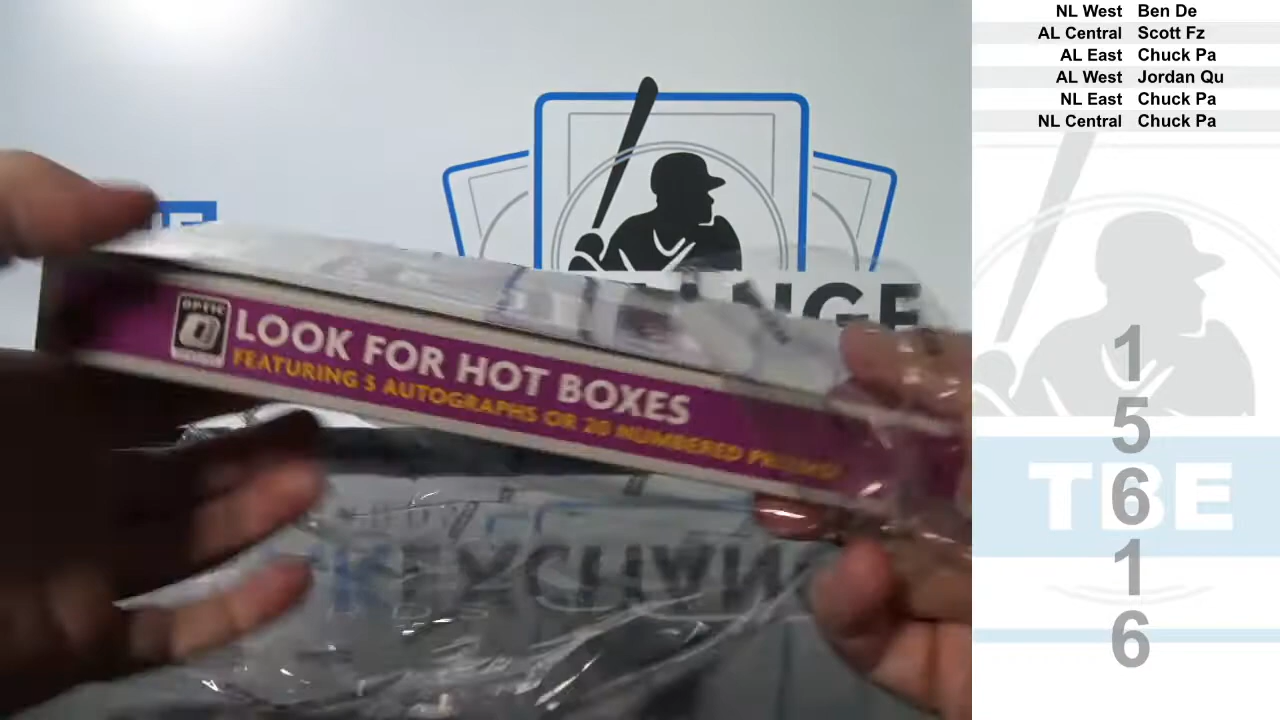 NL West Ben De
AL Central Scott Fz
AL East Chuck Pa
AL West Jordan Qu
NL East Chuck Pa
NL Central Chuck Pa
OPTIC
LOOK FOR HOT BOXES
FEATURING 5 AUTOGRAPHS OR 20 NUMBERED PRIZMS!
TBE
1
5
6
1
6